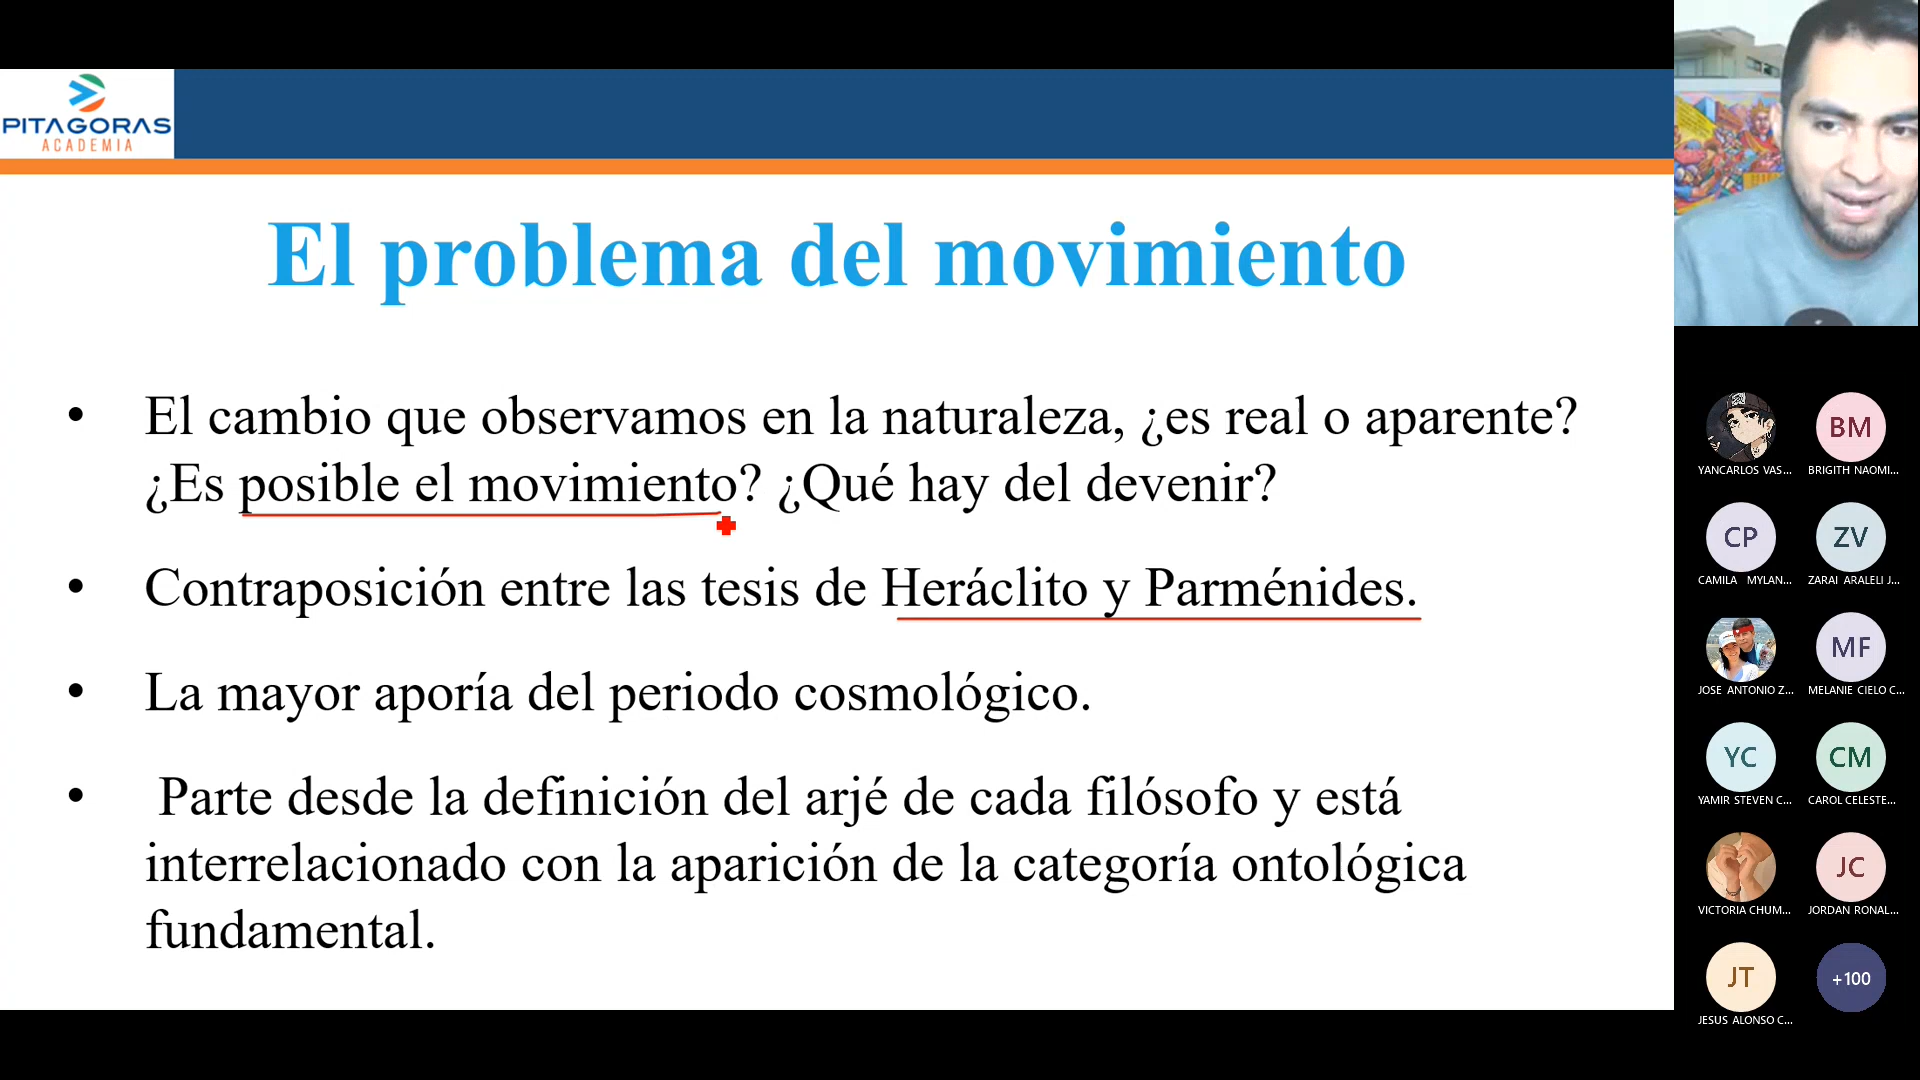 PITAGORAS
ACADEMIA
El problema del movimiento
• El cambio que observamos en la naturaleza, ¿es real o aparente?
¿Es posible el movimiento? ¿Qué hay del devenir?
• Contraposición entre las tesis de Heráclito y Parménides.
• La mayor aporía del periodo cosmológico.
• Parte desde la definición del arjé de cada filósofo y está
interrelacionado con la aparición de la categoría ontológica
fundamental.
YANCARLOS VAS...
BM
BRIGITH NAOMI...
CP
CAMILA MYLAN...
ZV
ZARAI ARALELI J...
JOSE ANTONIO Z...
MF
MELANIE CIELO C...
YC
YAMIR STEVEN C...
CM
CAROL CELESTE...
VICTORIA CHUM...
JC
JORDAN RONAL...
JT
JESUS ALONSO C...
+100